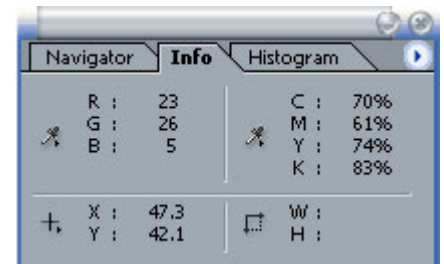 Navigator Info Histogram
R : 23 C : 70%
G : 26 M : 61%
B : 5 Y : 74%
K : 83%
X : 47.3 W :
Y : 42.1 H :